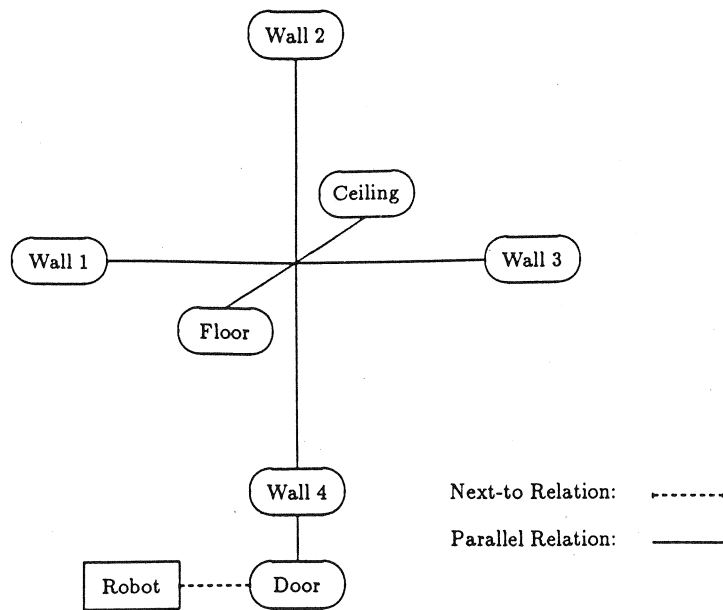 Wall 2
Ceiling
Wall 1
Wall 3
Floor
Wall 4
Next-to Relation:
Parallel Relation:
Robot
Door